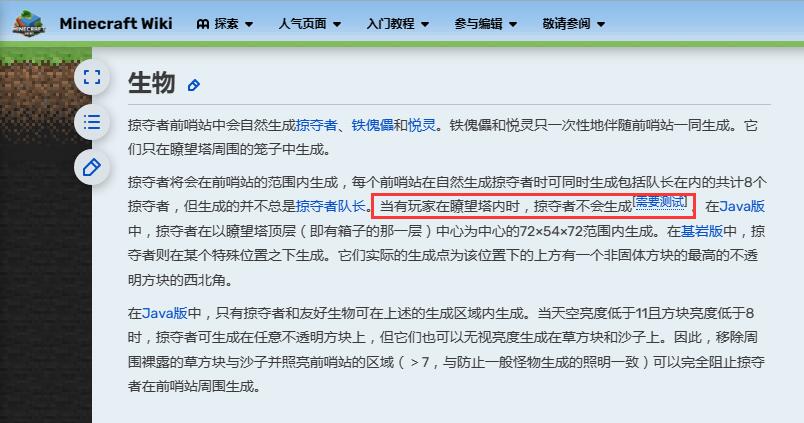 Minecraft Wiki 探索 人气页面 入门教程 参与编辑 敬请参阅
生物
掠夺者前哨站中会自然生成掠夺者、铁傀儡和悦灵。铁傀儡和悦灵只一次性地伴随前哨站一同生成。它
们只在瞭望塔周围的笼子中生成。
掠夺者将会在前哨站的范围内生成，每个前哨站在自然生成掠夺者时可同时生成包括队长在内的共计8个
掠夺者，但生成的并不总是掠夺者队长。当有玩家在瞭望塔内时，掠夺者不会生成[需要测试]。在Java版
中，掠夺者在以瞭望塔顶层（即有箱子的那一层）中心为中心的72×54×72范围内生成。在基岩版中，掠
夺者则在某个特殊位置之下生成。它们实际的生成点为该位置下的上方有一个非固体方块的最高的不透
明方块的西北角。
在Java版中，只有掠夺者和友好生物可在上述的生成区域内生成。当天空亮度低于11且方块亮度低于8
时，掠夺者可生成在任意不透明方块上，但它们也可以无视亮度生成在草方块和沙子上。因此，移除周
围裸露的草方块与沙子并照亮前哨站的区域（＞7，与防止一般怪物生成的照明一致）可以完全阻止掠夺
者在前哨站周围生成。